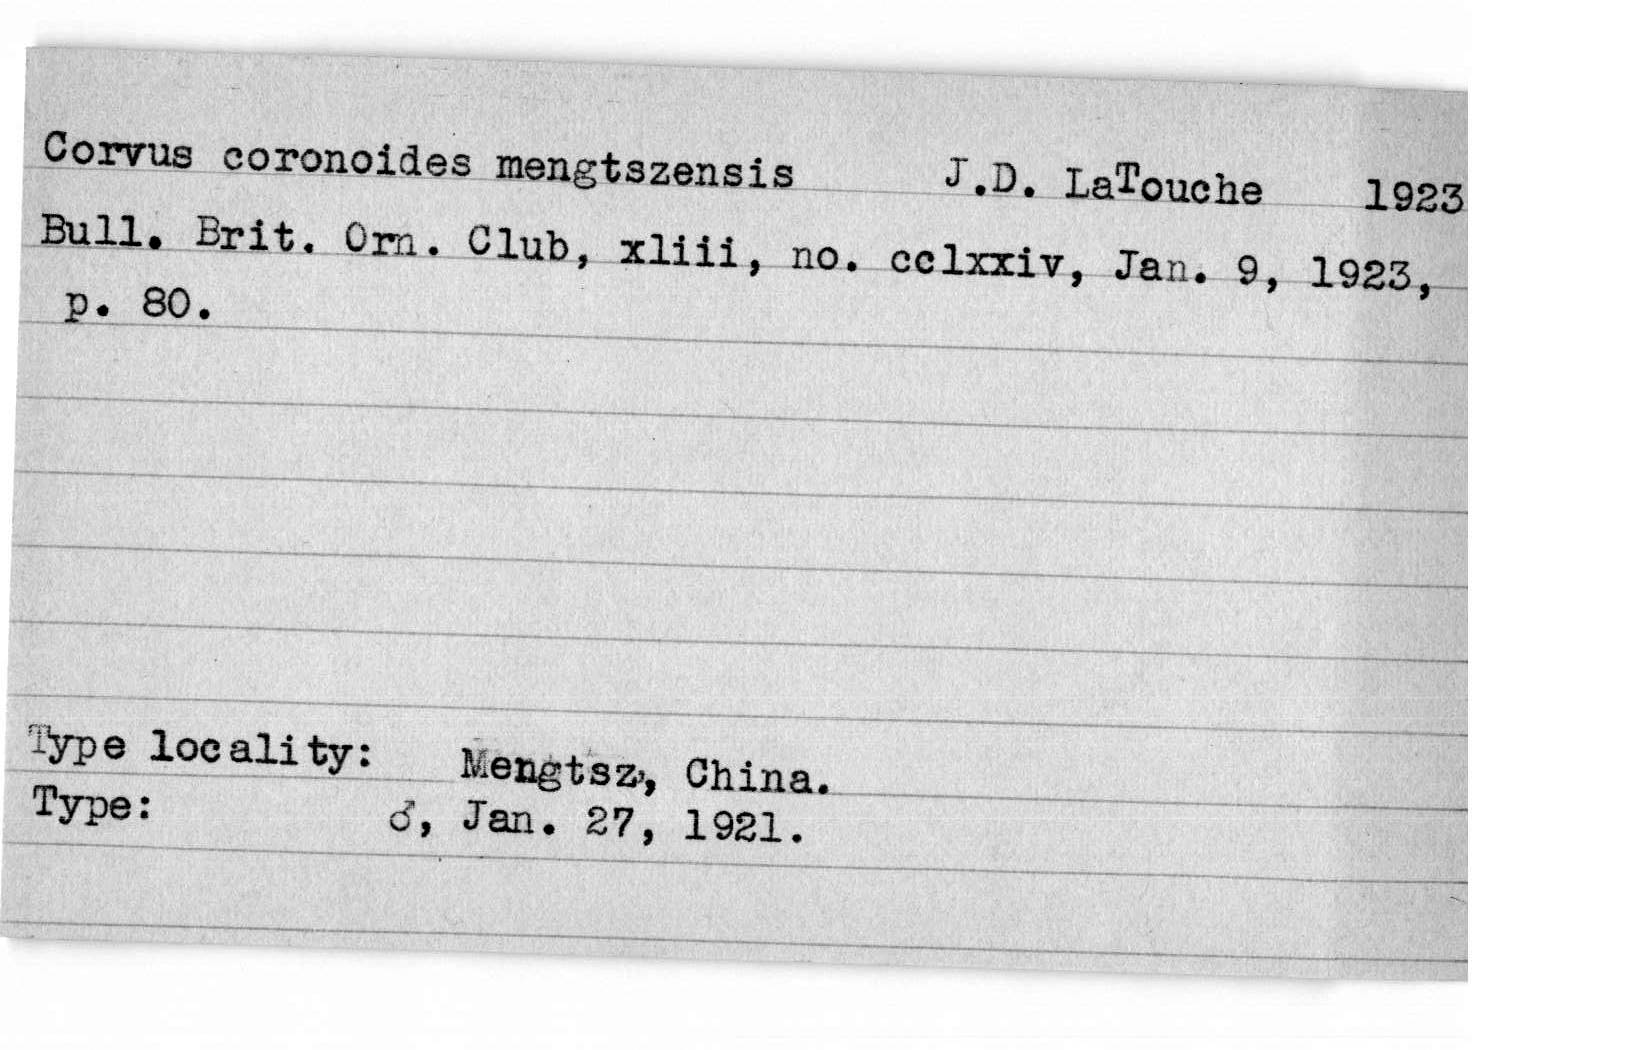 Corvus coronoides mengtszensis J.D. LaTouche 1923
Bull. Brit. Orn. Club, xliii, no. cclxxiv, Jan. 9, 1923,
p. 80.
Type locality: Mengtsz, China.
Type: ♂, Jan. 27, 1921.